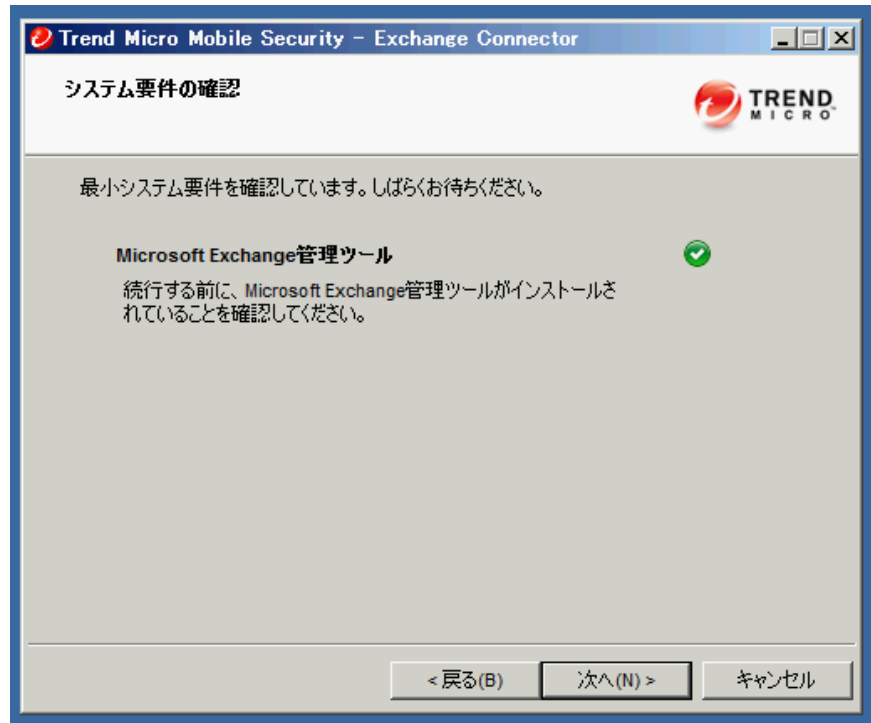 Trend Micro Mobile Security - Exchange Connector
システム要件の確認
TREND
MICRO
最小システム要件を確認しています。しばらくお待ちください。
Microsoft Exchange管理ツール
続行する前に、Microsoft Exchange管理ツールがインストールさ
れていることを確認してください。
< 戻る(B)
次へ(N) >
キャンセル